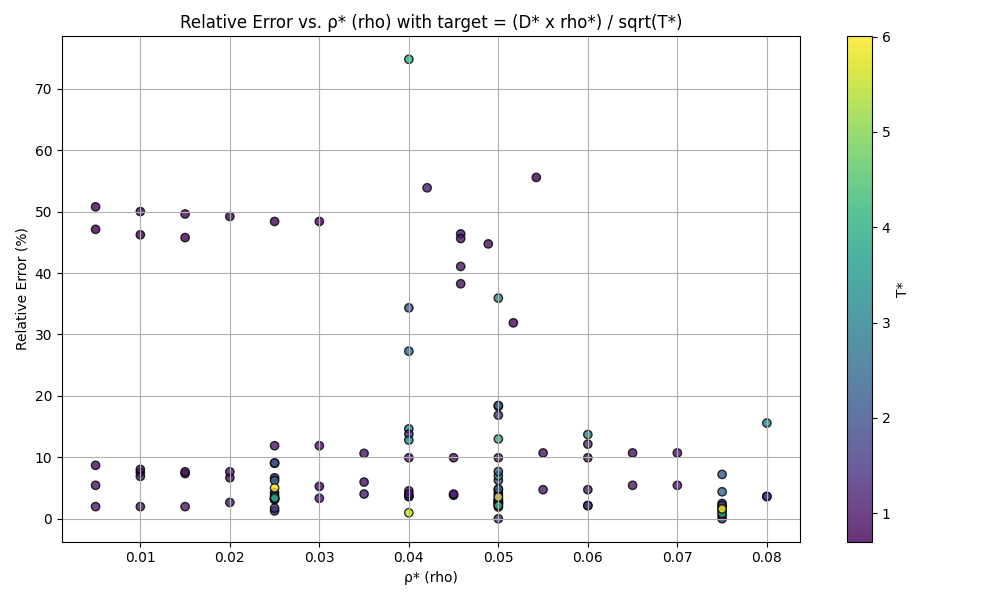 Relative Error vs. ρ* (rho) with target = (D* x rho*) / sqrt(T*)
Relative Error (%)
70
60
50
40
30
20
10
0
0.01 0.02 0.03 0.04 0.05 0.06 0.07 0.08
ρ* (rho)
6
5
4
3
2
1
T*